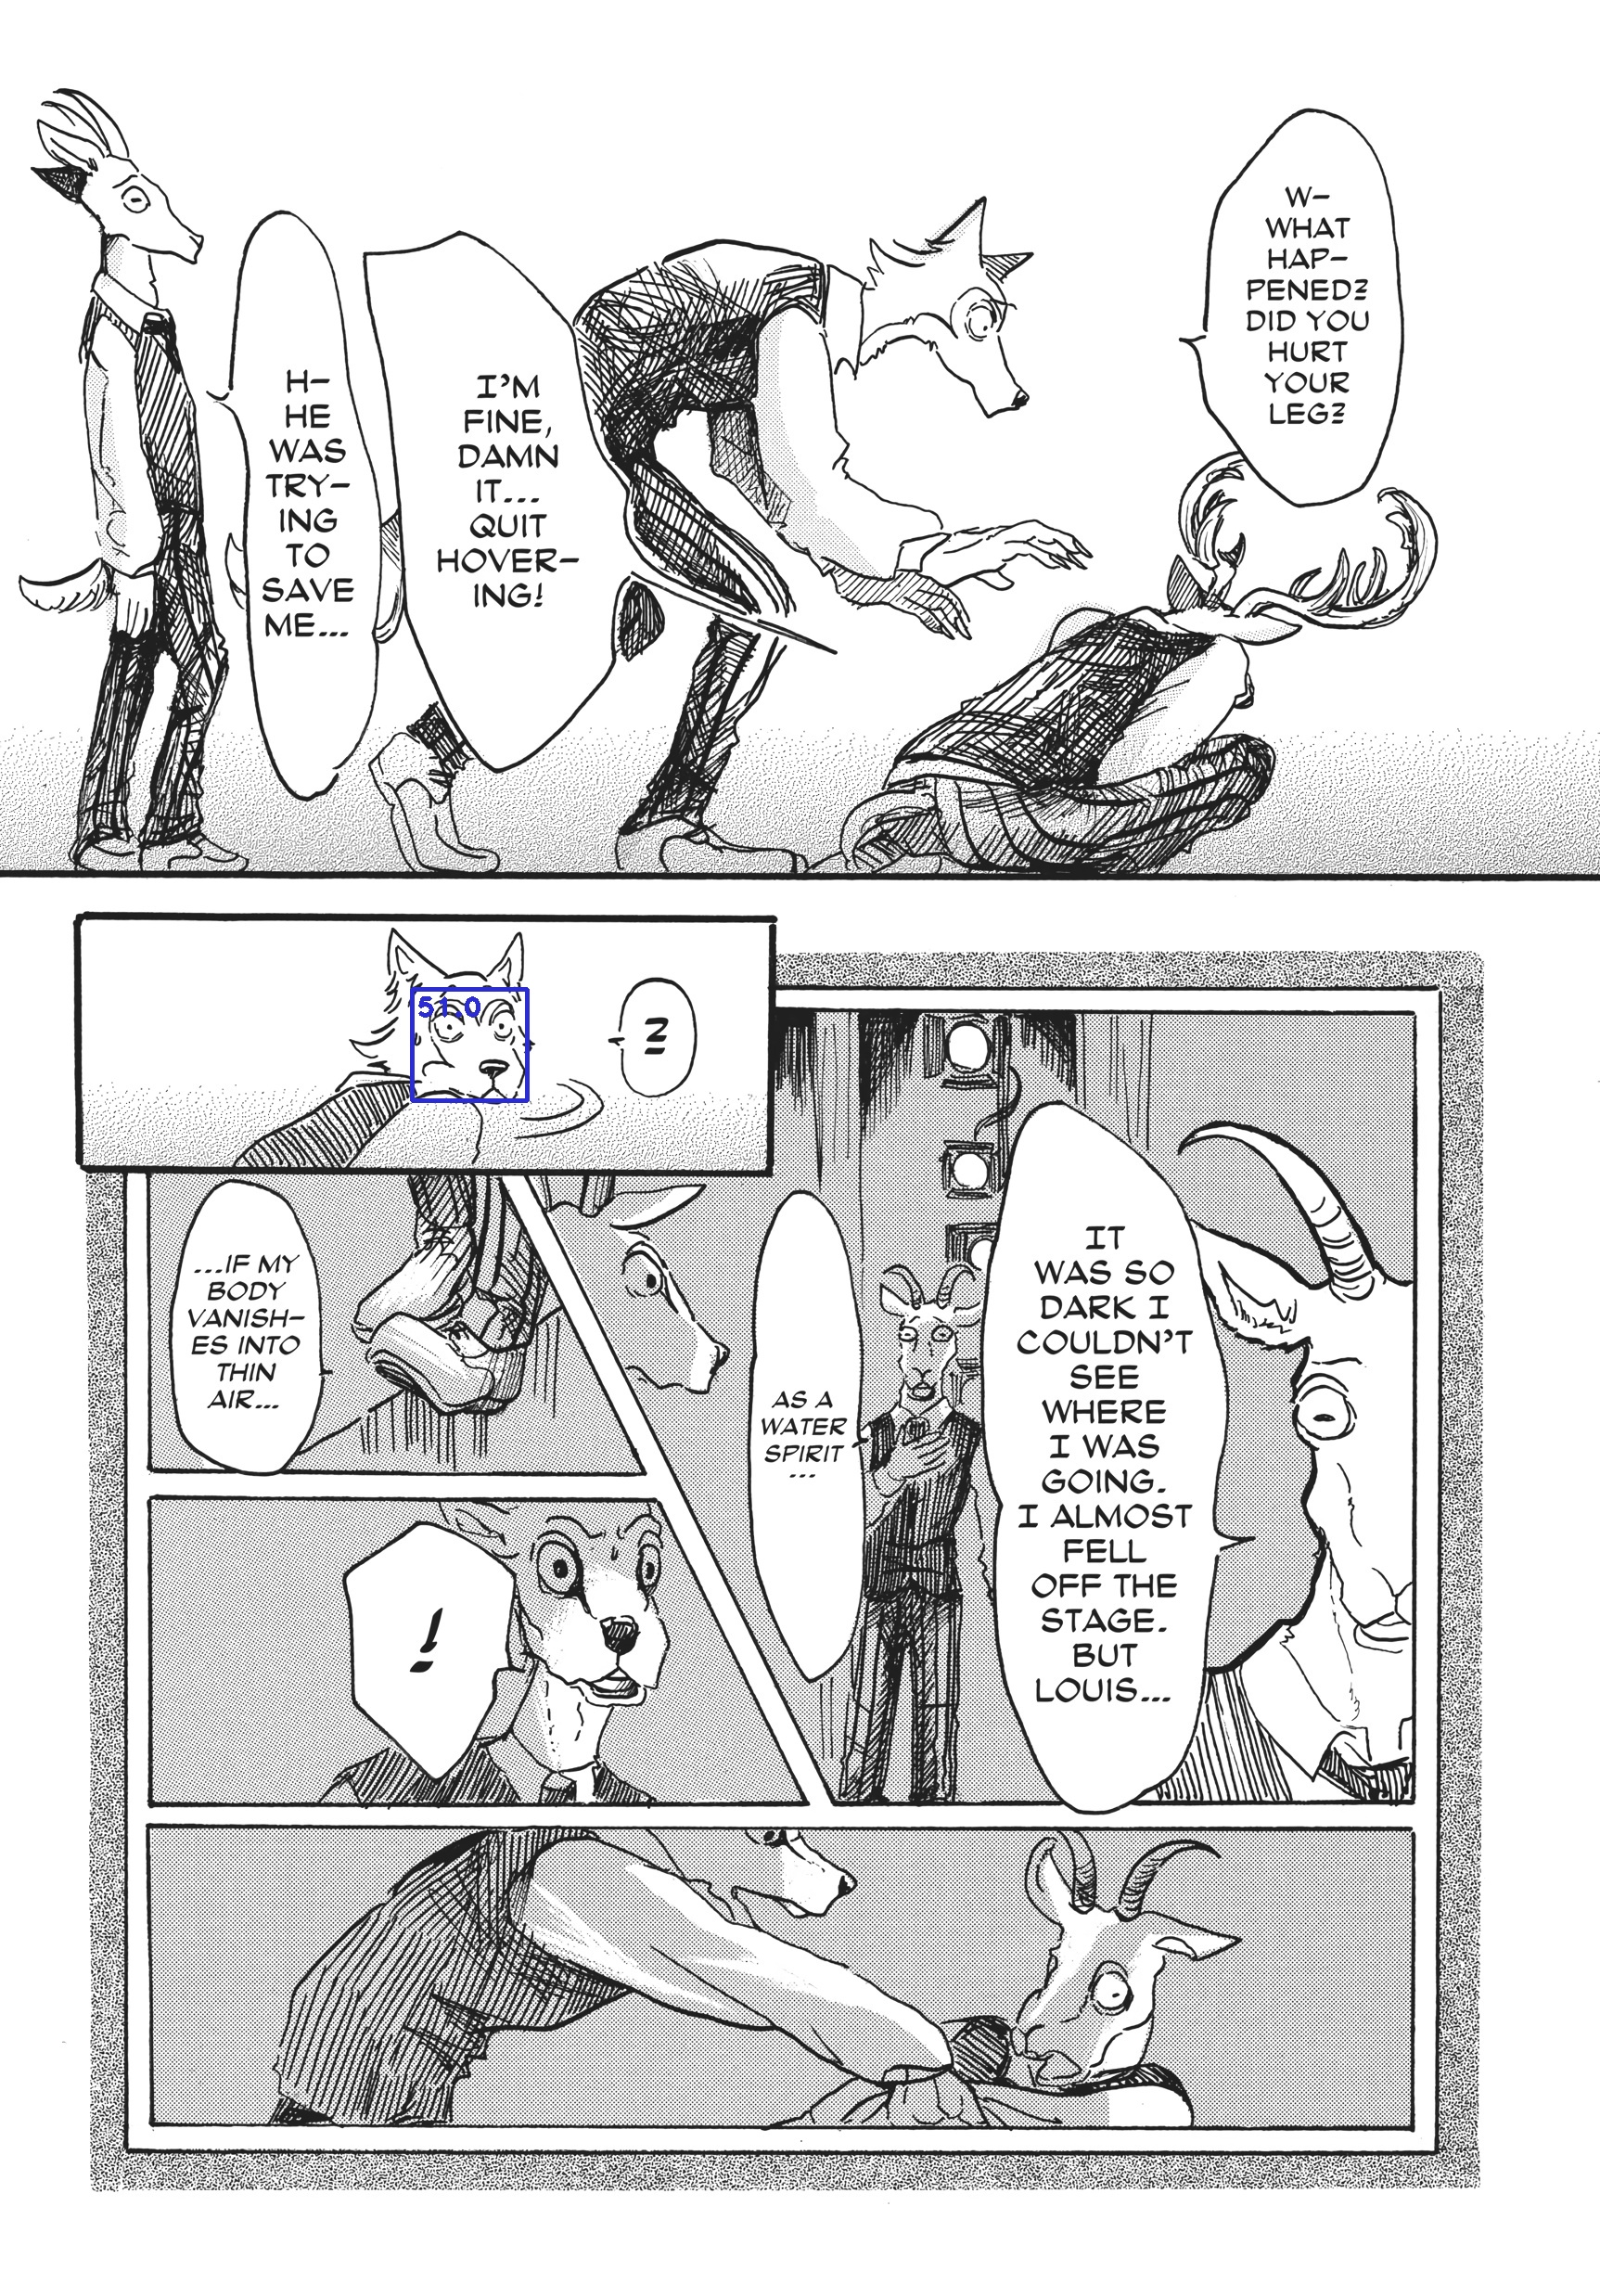 W-
WHAT
HAP-
PENED?
DID YOU
HURT
YOUR
LEG?
I'M
FINE,
DAMN
IT...
QUIT
HOVER-
ING!
H-
HE
WAS
TRY-
ING
TO
SAVE
ME...
?
51.0
IT
WAS SO
DARK I
COULDN'T
SEE
WHERE
I WAS
GOING.
I ALMOST
FELL
OFF THE
STAGE.
BUT
LOUIS...
AS A
WATER
SPIRIT
...
...IF MY
BODY
VANISH-
ES INTO
THIN
AIR...
!